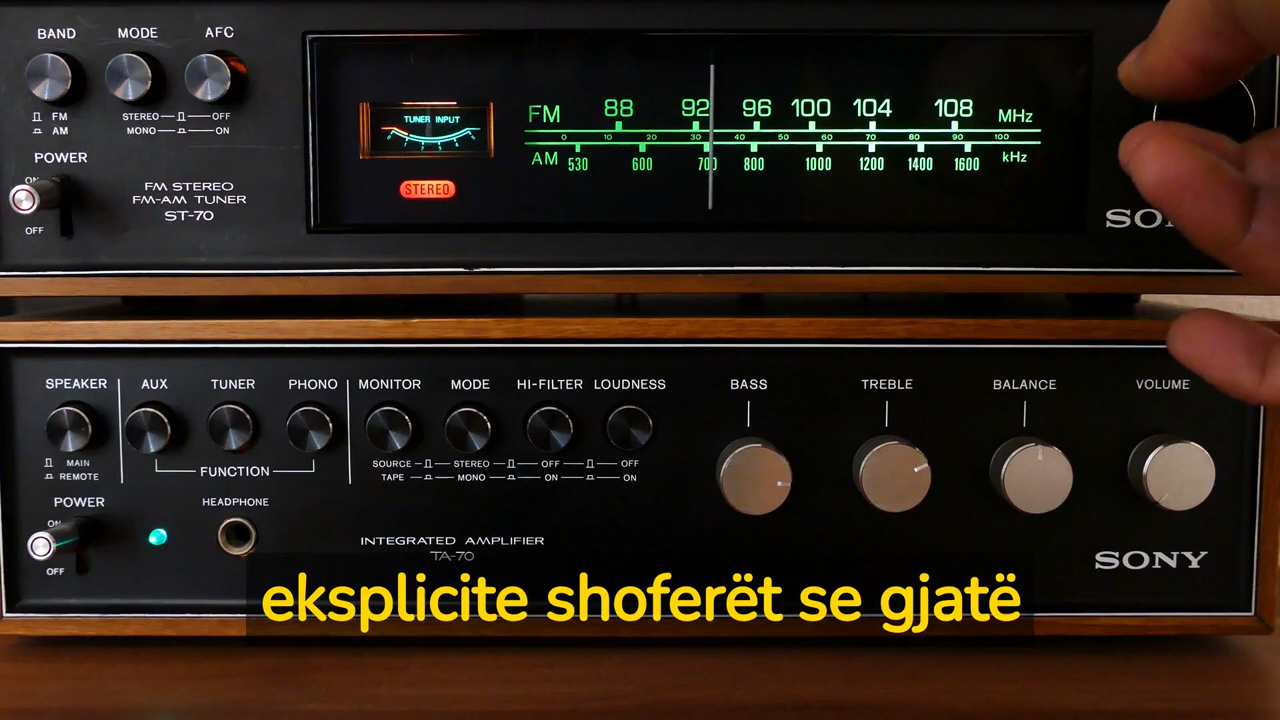 BAND MODE AFC
FM STEREO OFF
AM MONO ON
POWER
ON
OFF
FM STEREO
FM-AM TUNER
ST-70
TUNER INPUT
STEREO
FM 88 92 96 100 104 108 MHz
0 10 20 30 40 50 60 70 80 90 100
AM 530 600 700 800 1000 1200 1400 1600 kHz
SPEAKER AUX TUNER PHONO MONITOR MODE HI-FILTER LOUDNESS BASS TREBLE BALANCE VOLUME
MAIN
REMOTE
FUNCTION
SOURCE STEREO OFF OFF
TAPE MONO ON ON
POWER
ON
OFF
HEADPHONE
INTEGRATED AMPLIFIER
TA-70
SONY
eksplicite shoferët se gjatë